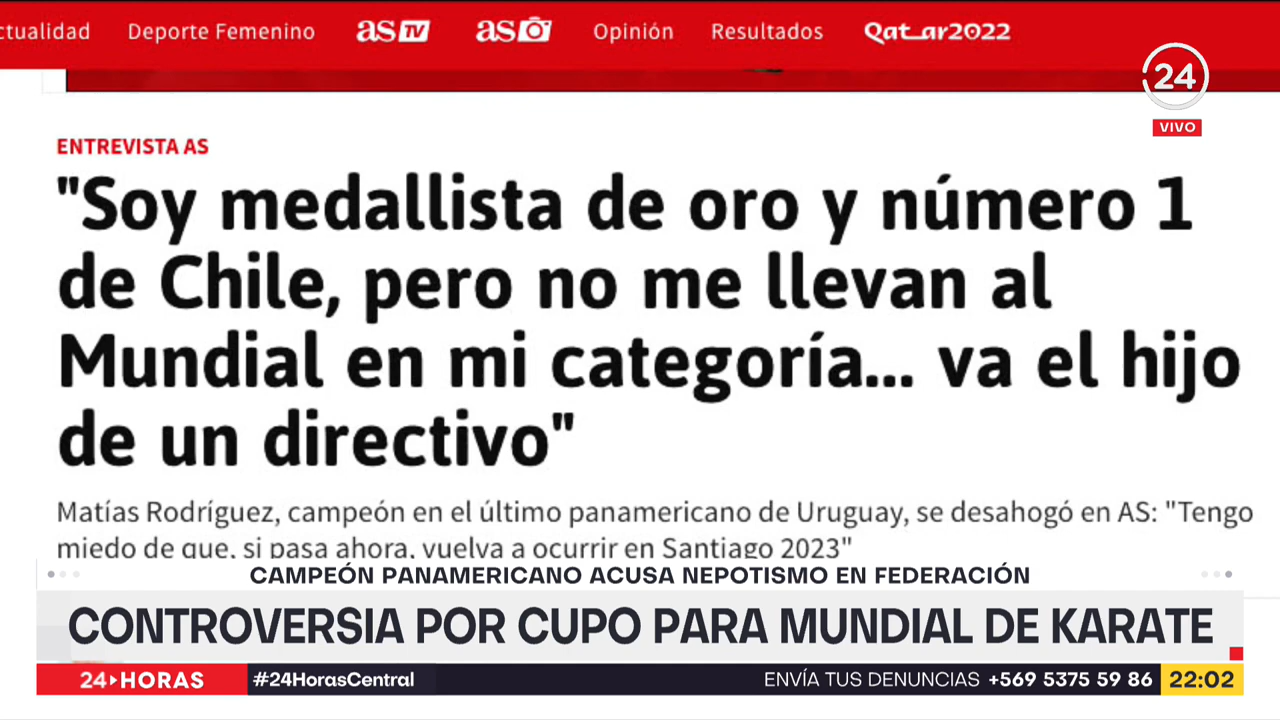 ctualidad Deporte Femenino as TV as Opinión Resultados Qatar2022
24
VIVO
ENTREVISTA AS
"Soy medallista de oro y número 1
de Chile, pero no me llevan al
Mundial en mi categoría... va el hijo
de un directivo"
Matías Rodríguez, campeón en el último panamericano de Uruguay, se desahogó en AS: "Tengo
miedo de que, si pasa ahora, vuelva a ocurrir en Santiago 2023"
CAMPEÓN PANAMERICANO ACUSA NEPOTISMO EN FEDERACIÓN
CONTROVERSIA POR CUPO PARA MUNDIAL DE KARATE
24 HORAS #24HorasCentral ENVÍA TUS DENUNCIAS +569 5375 59 86 22:02